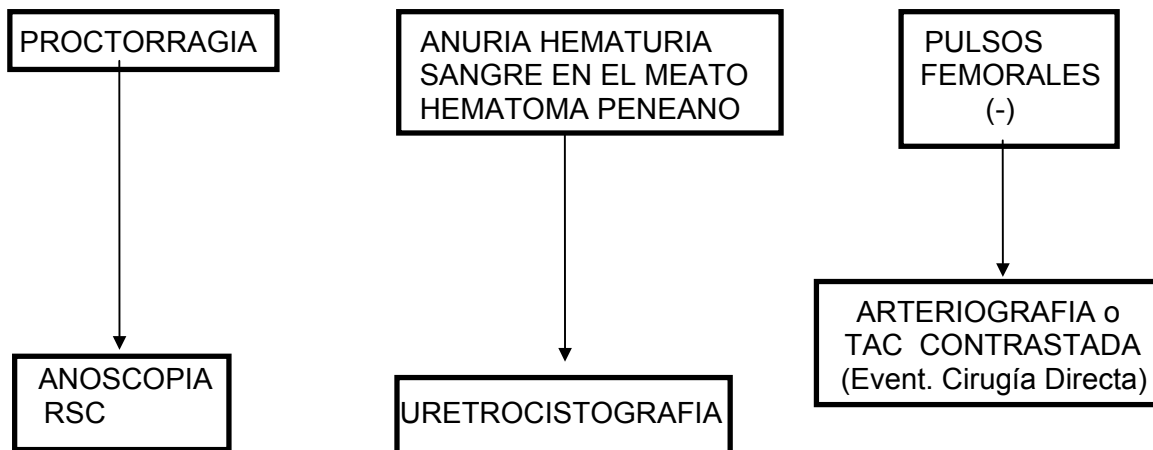 PROCTORRAGIA
ANURIA HEMATURIA
SANGRE EN EL MEATO
HEMATOMA PENEANO
PULSOS
FEMORALES
(-)
ANOSCOPIA
RSC
URETROCISTOGRAFIA
ARTERIOGRAFIA o
TAC CONTRASTADA
(Event. Cirugía Directa)